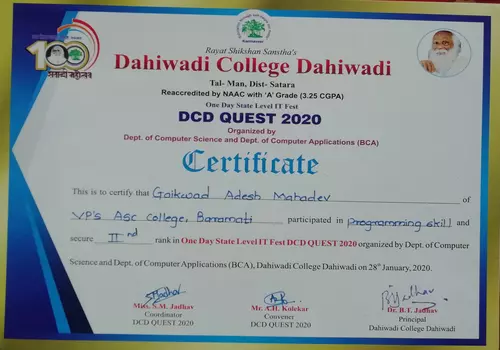 100
Rayat Shikshan Sanstha's
Dahiwadi College Dahiwadi
Tal- Man, Dist- Satara
Reaccredited by NAAC with 'A' Grade (3.25 CGPA)
One Day State Level IT Fest
DCD QUEST 2020
Organized by
Dept. of Computer Science and Dept. of Computer Applications (BCA)
Certificate
This is to certify that Gaikwad Adesh Mahadev of
VP's Asc College, Baramati participated in programming skill and
secure IInd rank in One Day State Level IT Fest DCD QUEST 2020 organized by Dept. of Computer
Science and Dept. of Computer Applications (BCA), Dahiwadi College Dahiwadi on 28th January, 2020.
Miss. S.M. Jadhav
Coordinator
DCD QUEST 2020
Mr. A.H. Kolekar
Convener
DCD QUEST 2020
Dr. B.T. Jadhav
Principal
Dahiwadi College Dahiwadi